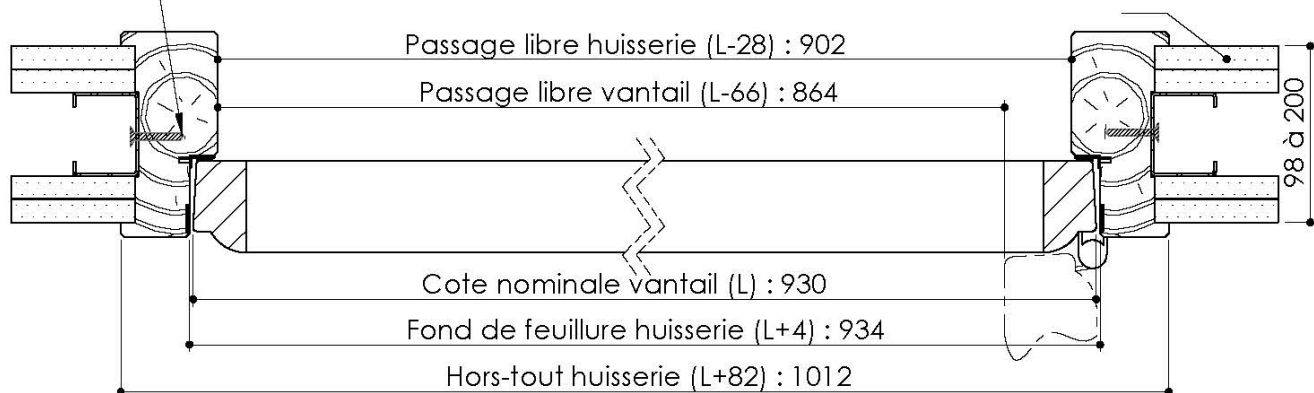 Passage libre huisserie (L-28) : 902
Passage libre vantail (L-66) : 864
98 à 200
Cote nominale vantail (L) : 930
Fond de feuillure huisserie (L+4) : 934
Hors-tout huisserie (L+82) : 1012